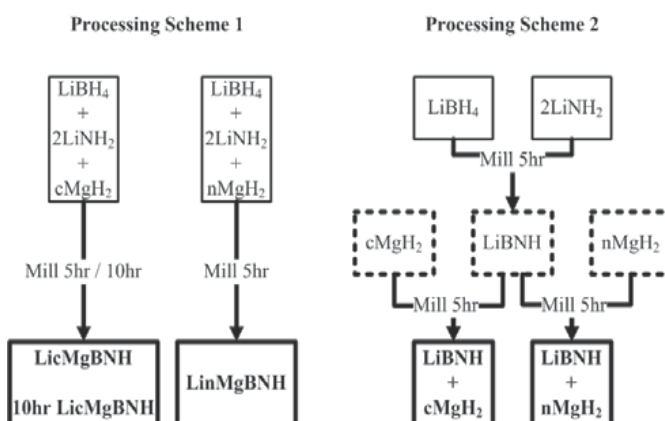 Processing Scheme 1
LiBH₄
+
2LiNH₂
+
cMgH₂
LiBH₄
+
2LiNH₂
+
nMgH₂
Mill 5hr / 10hr
Mill 5hr
LicMgBNH
10hr LicMgBNH
LinMgBNH
Processing Scheme 2
LiBH₄
2LiNH₂
Mill 5hr
cMgH₂
LiBNH
nMgH₂
Mill 5hr
Mill 5hr
LiBNH
+
cMgH₂
LiBNH
+
nMgH₂